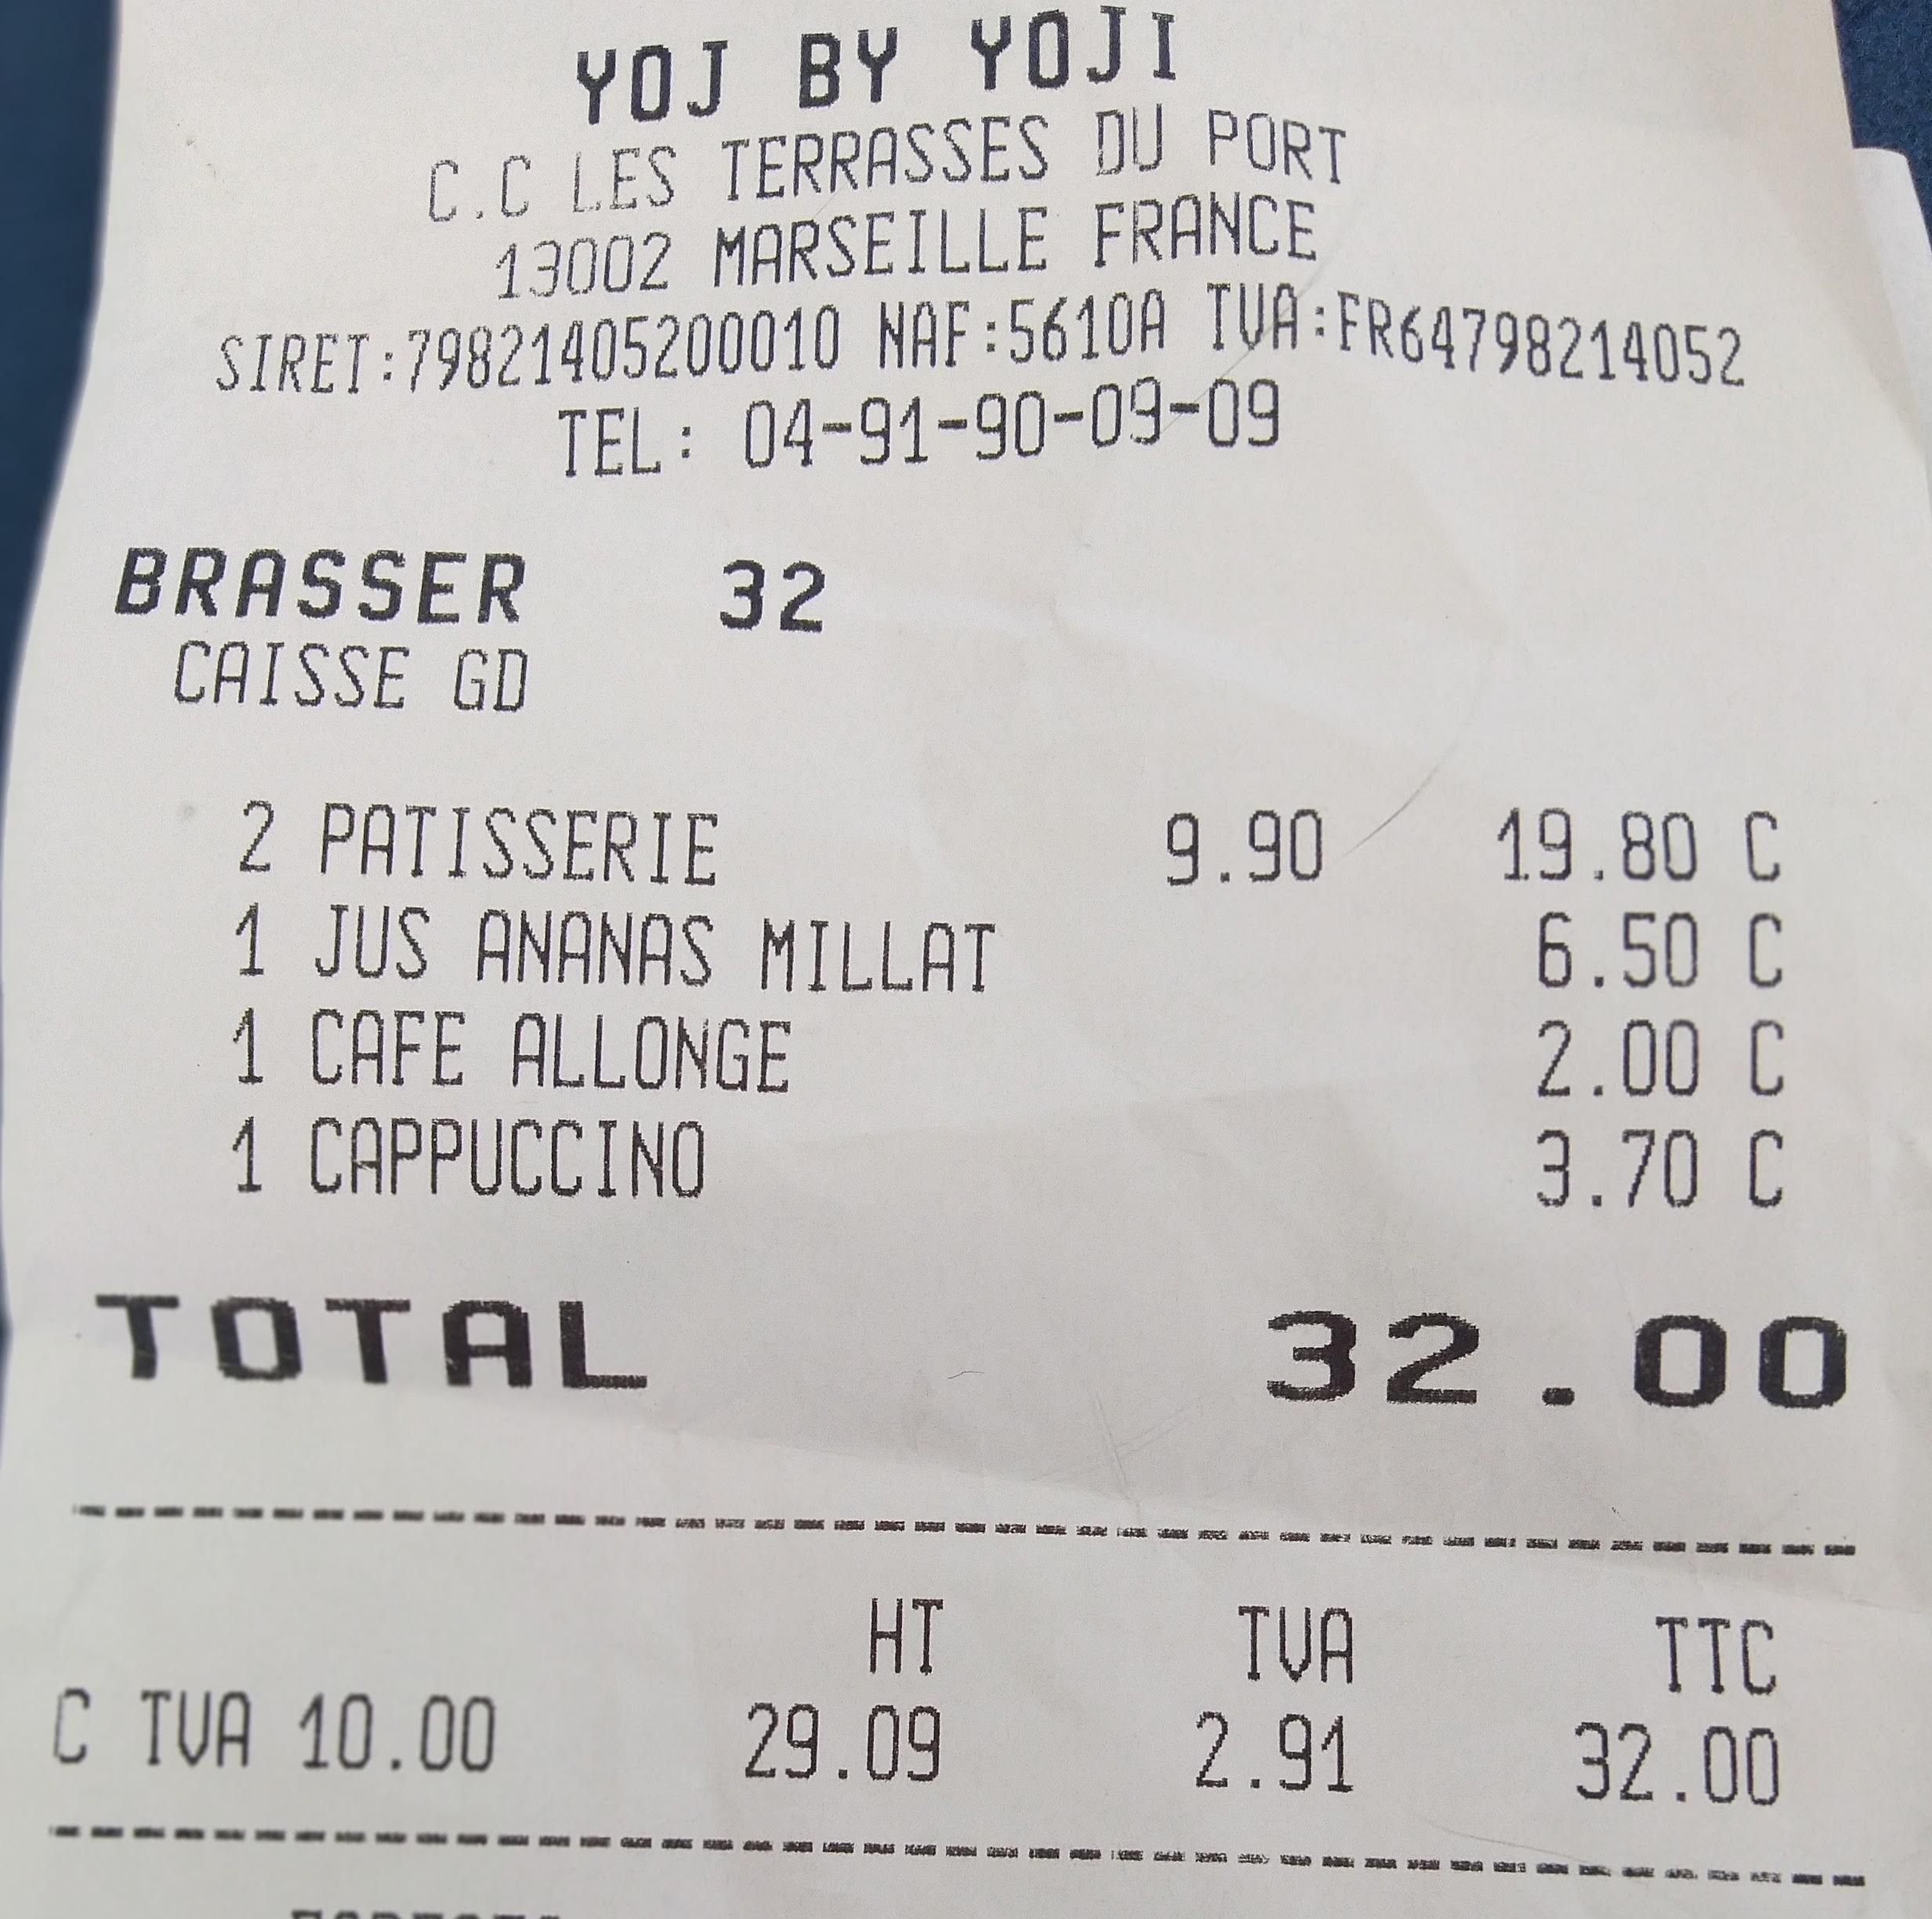 YOJ BY YOJI
C.C LES TERRASSES DU PORT
13002 MARSEILLE FRANCE
SIRET:79821405200010 NAF:5610A TVA:FR64798214052
TEL: 04-91-90-09-09
BRASSER 32
CAISSE GD
2 PATISSERIE 9.90 19.80 C
1 JUS ANANAS MILLAT 6.50 C
1 CAFE ALLONGE 2.00 C
1 CAPPUCCINO 3.70 C
TOTAL 32.00
HT TVA TTC
C TVA 10.00 29.09 2.91 32.00